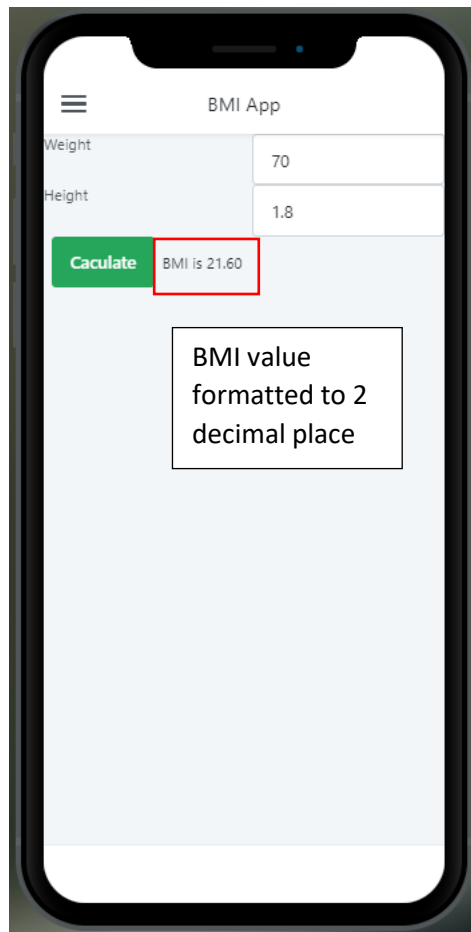 BMI App
Weight
70
Height
1.8
Caculate
BMI is 21.60
BMI value
formatted to 2
decimal place